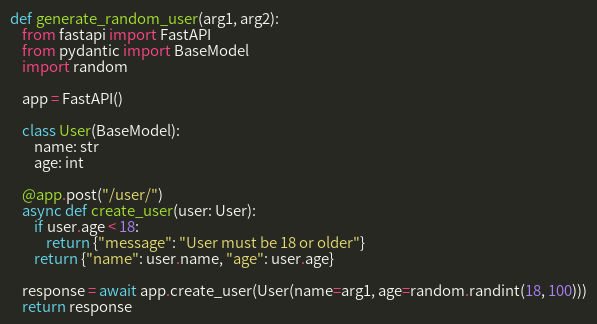 def generate_random_user(arg1, arg2):
    from fastapi import FastAPI
    from pydantic import BaseModel
    import random

    app = FastAPI()

    class User(BaseModel):
        name: str
        age: int

    @app.post("/user/")
    async def create_user(user: User):
        if user.age < 18:
            return {"message": "User must be 18 or older"}
        return {"name": user.name, "age": user.age}

    response = await app.create_user(User(name=arg1, age=random.randint(18, 100)))
    return response